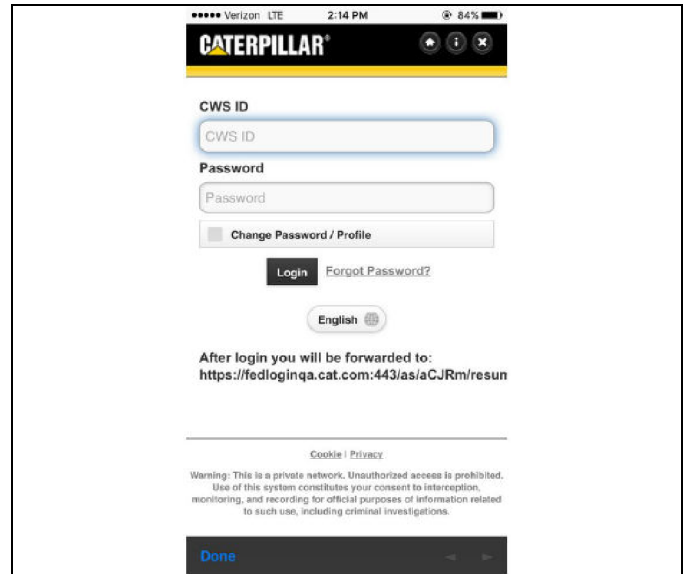 Verizon LTE 2:14 PM 84%
CATERPILLAR®
CWS ID
CWS ID
Password
Password
Change Password / Profile
Login Forgot Password?
English
After login you will be forwarded to:
https://fedloginqa.cat.com:443/as/aCJRm/resum
Cookie | Privacy
Warning: This is a private network. Unauthorized access is prohibited.
Use of this system constitutes your consent to interception,
monitoring, and recording for official purposes of information related
to such use, including criminal investigations.
Done